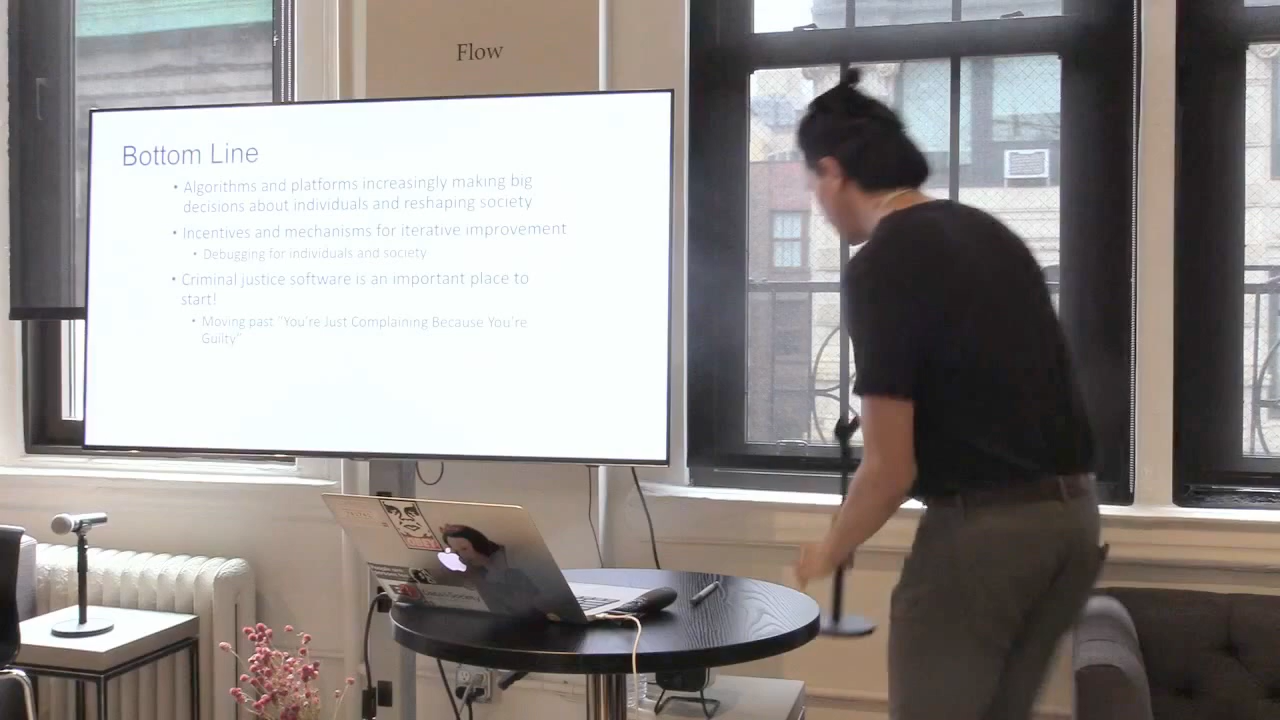 Flow
Bottom Line
• Algorithms and platforms increasingly making big
decisions about individuals and reshaping society
• Incentives and mechanisms for iterative improvement
• Debugging for individuals and society
• Criminal justice software is an important place to
start!
• Moving past "You're Just Complaining Because You're
Guilty"